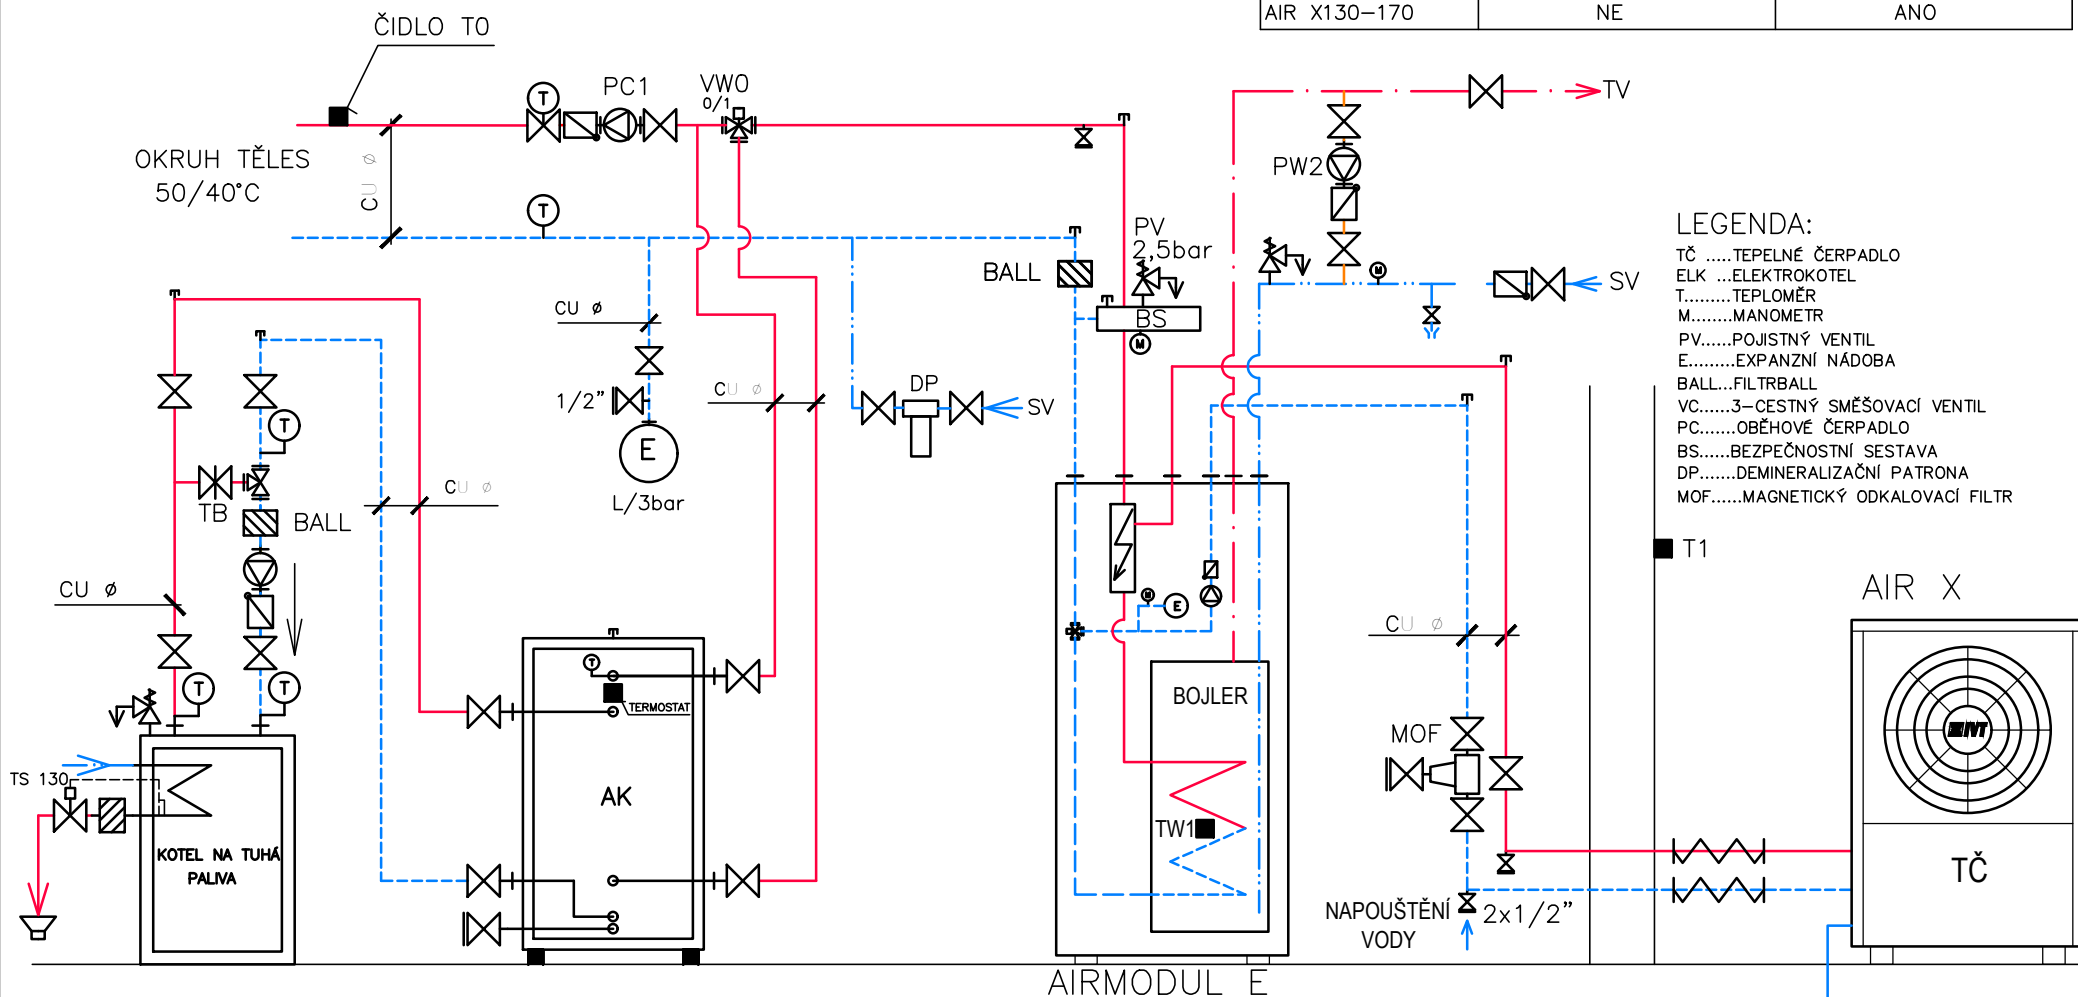 AIR X130-170 NE ANO
ČIDLO T0
PC1
VW0
0/1
TV
OKRUH TĚLES
50/40°C
CU ø
T
T
PW2
PV
2,5bar
BALL
BS
M
M
SV
LEGENDA:
TČ .....TEPELNÉ ČERPADLO
ELK ...ELEKTROKOTEL
T.........TEPLOMĚR
M........MANOMETR
PV......POJISTNÝ VENTIL
E.........EXPANZNÍ NÁDOBA
BALL...FILTRBALL
VC......3-CESTNÝ SMĚŠOVACÍ VENTIL
PC.......OBĚHOVÉ ČERPADLO
BS......BEZPEČNOSTNÍ SESTAVA
DP.......DEMINERALIZAČNÍ PATRONA
MOF.....MAGNETICKÝ ODKALOVACÍ FILTR
CU ø
1/2"
E
L/3bar
DP
SV
CU ø
T
TB
BALL
CU ø
CU ø
T
T
TS 130
KOTEL NA TUHÁ
PALIVA
T
TERMOSTAT
AK
M
E
BOJLER
TW1
AIRMODUL E
CU ø
MOF
NAPOUŠTĚNÍ
VODY
2x1/2"
T1
AIR X
IVT
TČ